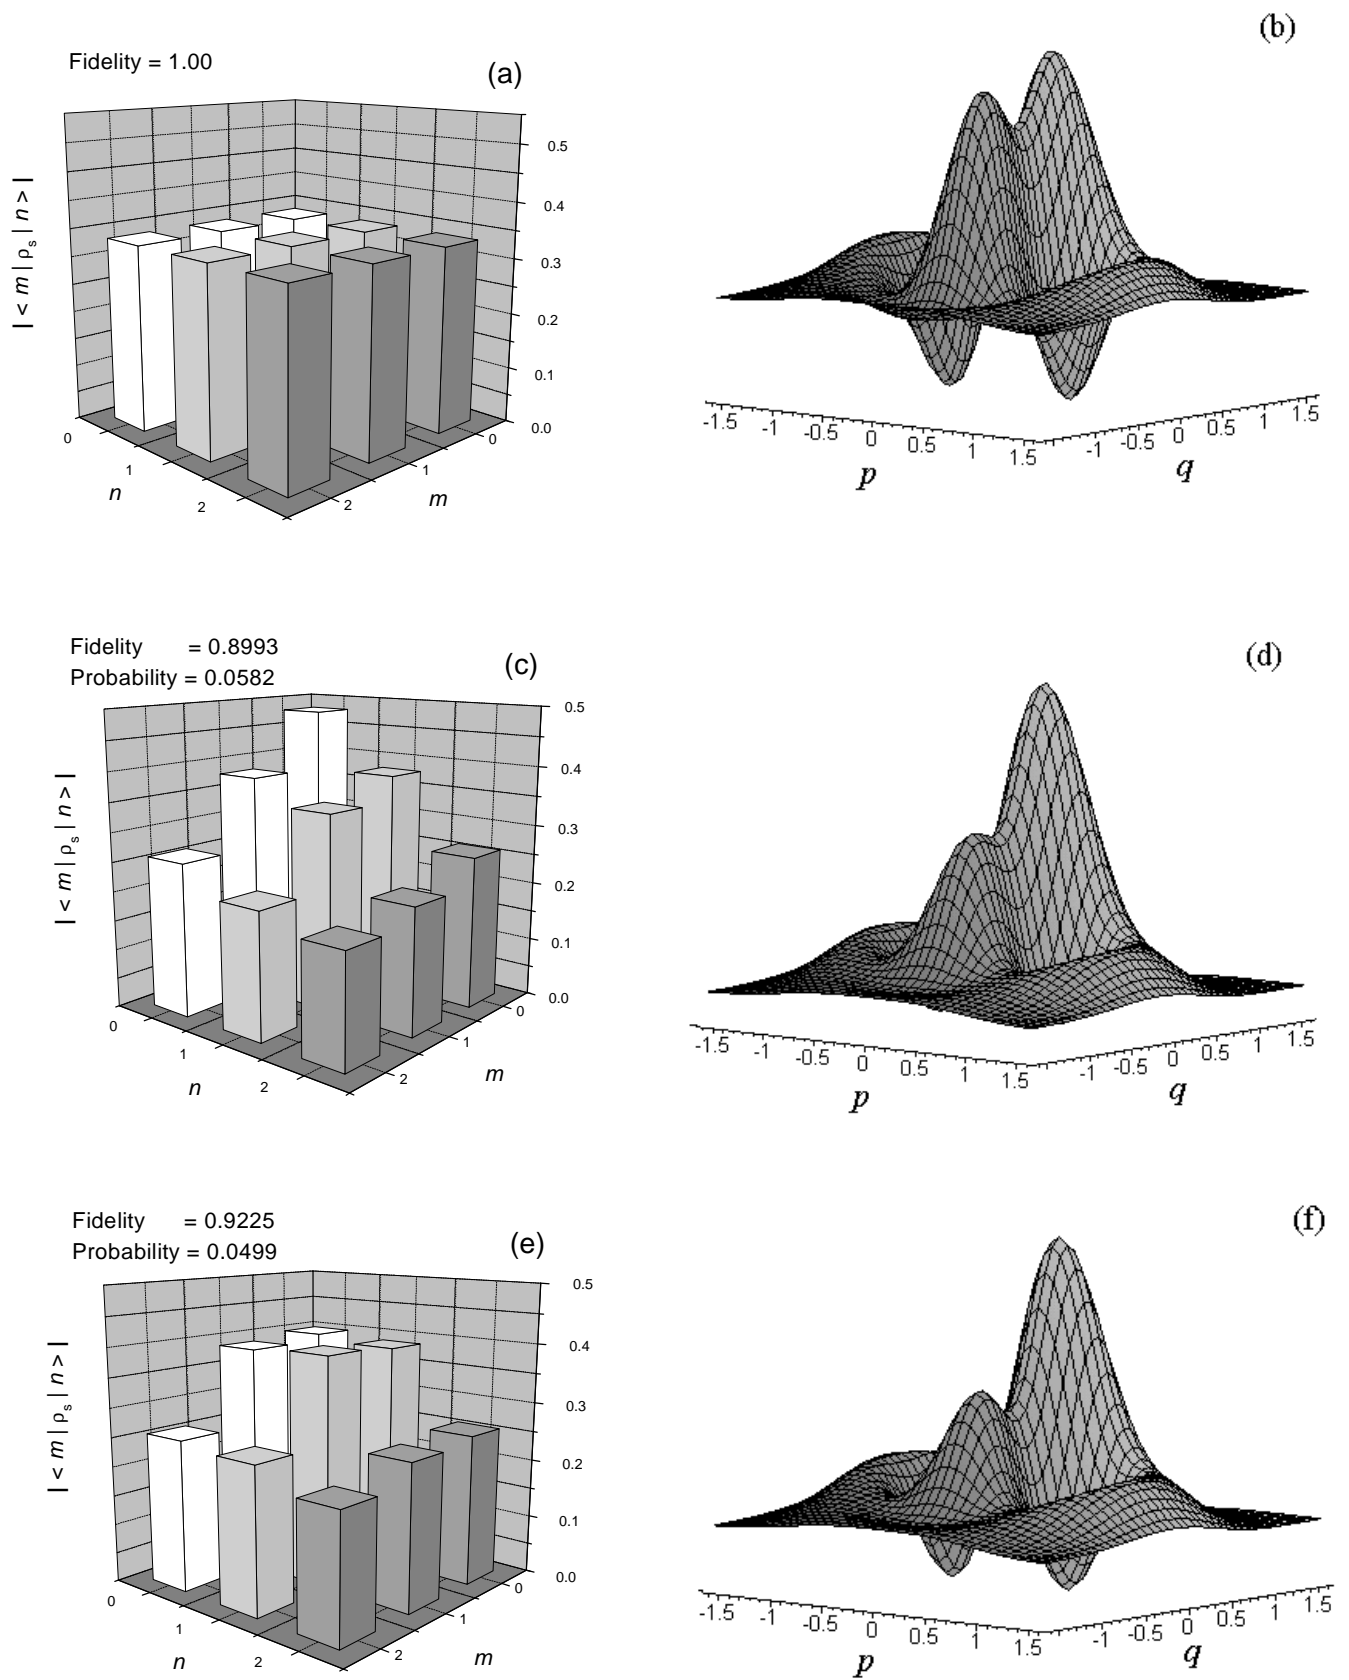 Fidelity = 1.00
(a)
(b)
| < m | ρs | n > |
0.5
0.4
0.3
0.2
0.1
0.0
0
1
2
n
0
1
2
m
-1.5 -1 -0.5 0 0.5 1 1.5
p
-1 -0.5 0 0.5 1 1.5
q
Fidelity = 0.8993
Probability = 0.0582
(c)
(d)
| < m | ρs | n > |
0.5
0.4
0.3
0.2
0.1
0.0
0
1
2
n
0
1
2
m
-1.5 -1 -0.5 0 0.5 1 1.5
p
-1 -0.5 0 0.5 1 1.5
q
Fidelity = 0.9225
Probability = 0.0499
(e)
(f)
| < m | ρs | n > |
0.5
0.4
0.3
0.2
0.1
0.0
0
1
2
n
0
1
2
m
-1.5 -1 -0.5 0 0.5 1 1.5
p
-1 -0.5 0 0.5 1 1.5
q